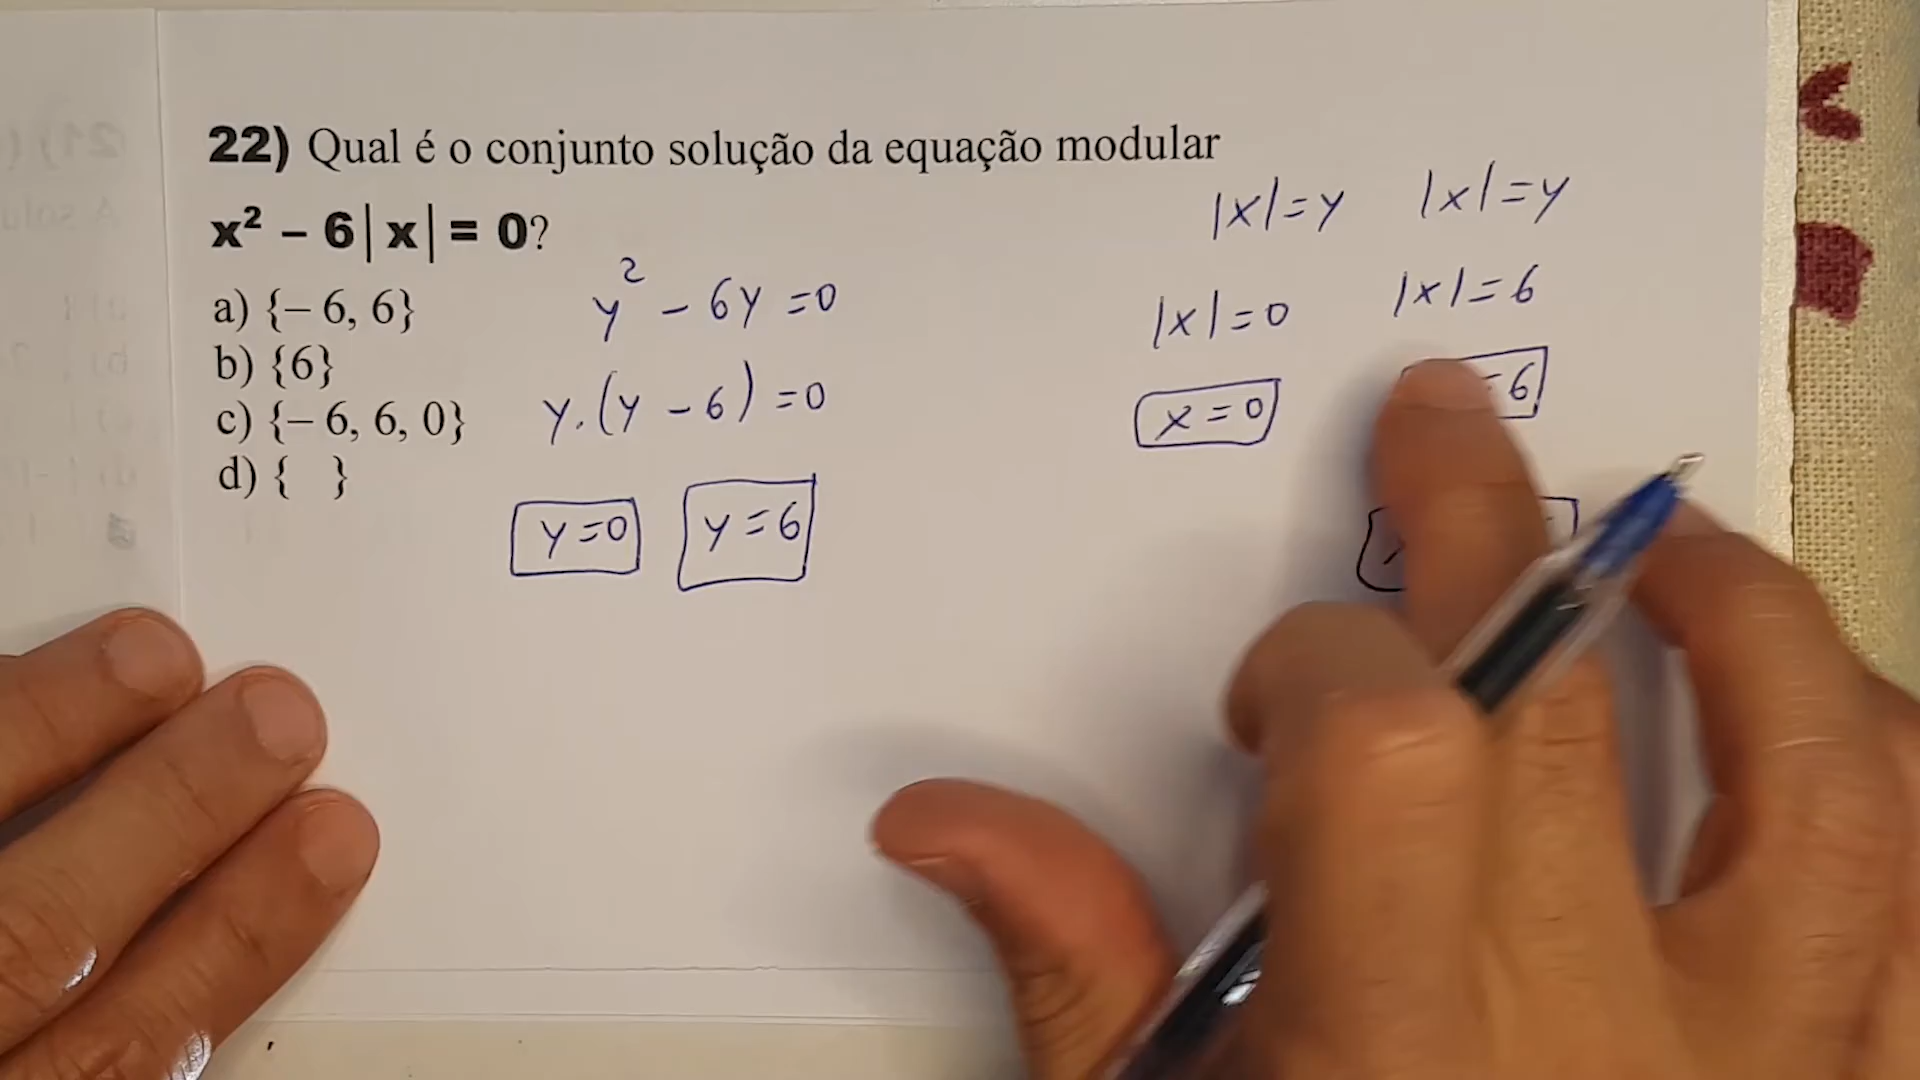 22) Qual é o conjunto solução da equação modular
x² – 6|x| = 0?
a) {– 6, 6}
b) {6}
c) {– 6, 6, 0}
d) {   }
y² - 6y = 0
y.(y - 6) = 0
y = 0
y = 6
|x| = y
|x| = 0
x = 0
|x| = y
|x| = 6
= 6